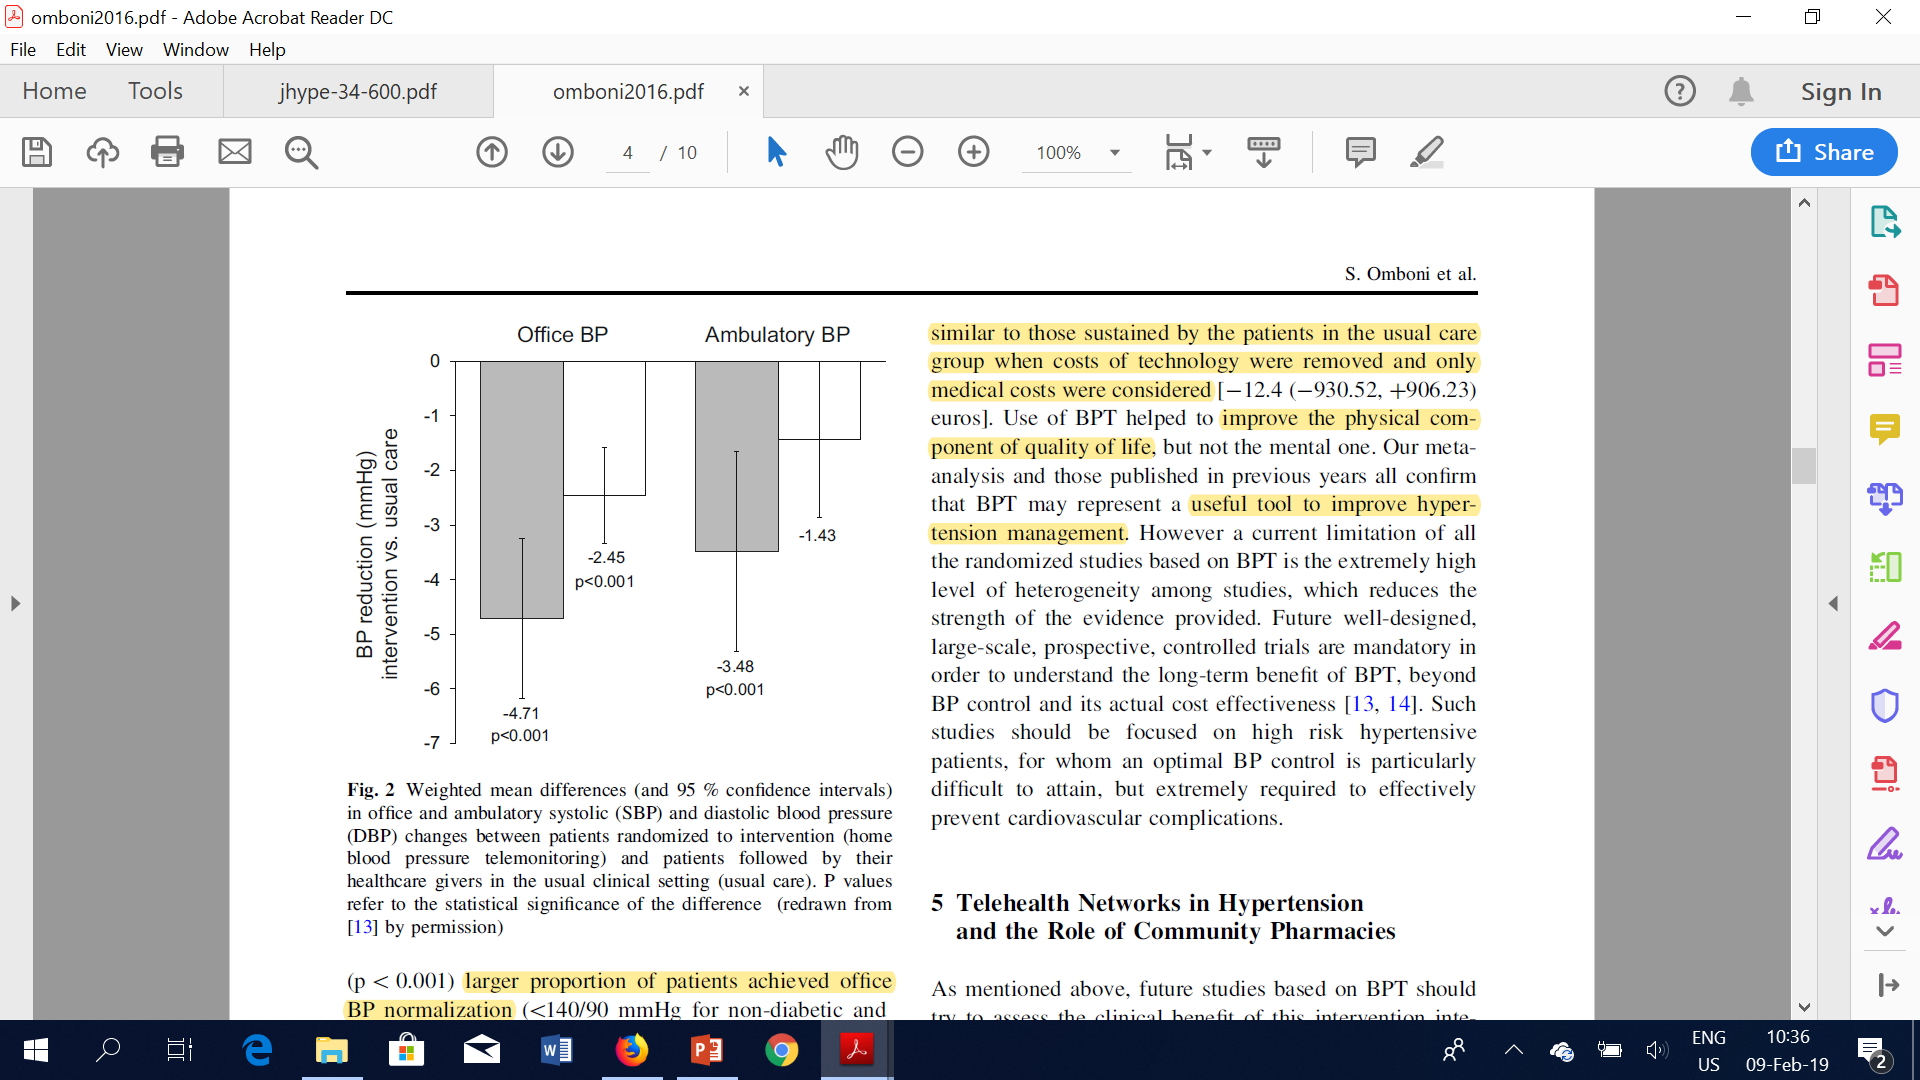 omboni2016.pdf - Adobe Acrobat Reader DC
File Edit View Window Help
Home Tools jhype-34-600.pdf omboni2016.pdf × Sign In
4 / 10 100% Share
S. Omboni et al.
Office BP Ambulatory BP
0
-1
-2
-3
-4
-5
-6
-7
BP reduction (mmHg)
intervention vs. usual care
-4.71
p<0.001
-2.45
p<0.001
-3.48
p<0.001
-1.43
Fig. 2 Weighted mean differences (and 95 % confidence intervals)
in office and ambulatory systolic (SBP) and diastolic blood pressure
(DBP) changes between patients randomized to intervention (home
blood pressure telemonitoring) and patients followed by their
healthcare givers in the usual clinical setting (usual care). P values
refer to the statistical significance of the difference (redrawn from
[13] by permission)
(p < 0.001) larger proportion of patients achieved office
BP normalization (<140/90 mmHg for non-diabetic and
similar to those sustained by the patients in the usual care
group when costs of technology were removed and only
medical costs were considered [−12.4 (−930.52, +906.23)
euros]. Use of BPT helped to improve the physical com-
ponent of quality of life, but not the mental one. Our meta-
analysis and those published in previous years all confirm
that BPT may represent a useful tool to improve hyper-
tension management. However a current limitation of all
the randomized studies based on BPT is the extremely high
level of heterogeneity among studies, which reduces the
strength of the evidence provided. Future well-designed,
large-scale, prospective, controlled trials are mandatory in
order to understand the long-term benefit of BPT, beyond
BP control and its actual cost effectiveness [13, 14]. Such
studies should be focused on high risk hypertensive
patients, for whom an optimal BP control is particularly
difficult to attain, but extremely required to effectively
prevent cardiovascular complications.
5 Telehealth Networks in Hypertension
and the Role of Community Pharmacies
As mentioned above, future studies based on BPT should
try to assess the clinical benefit of this intervention inte-
ENG
US
10:36
09-Feb-19
2